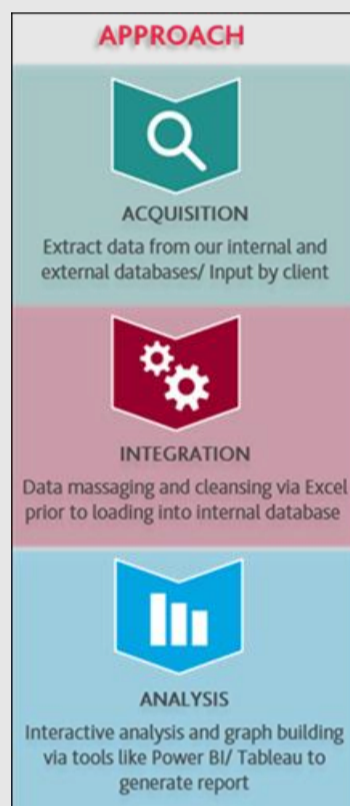 APPROACH
ACQUISITION
Extract data from our internal and
external databases/ Input by client
INTEGRATION
Data massaging and cleansing via Excel
prior to loading into internal database
ANALYSIS
Interactive analysis and graph building
via tools like Power BI/ Tableau to
generate report